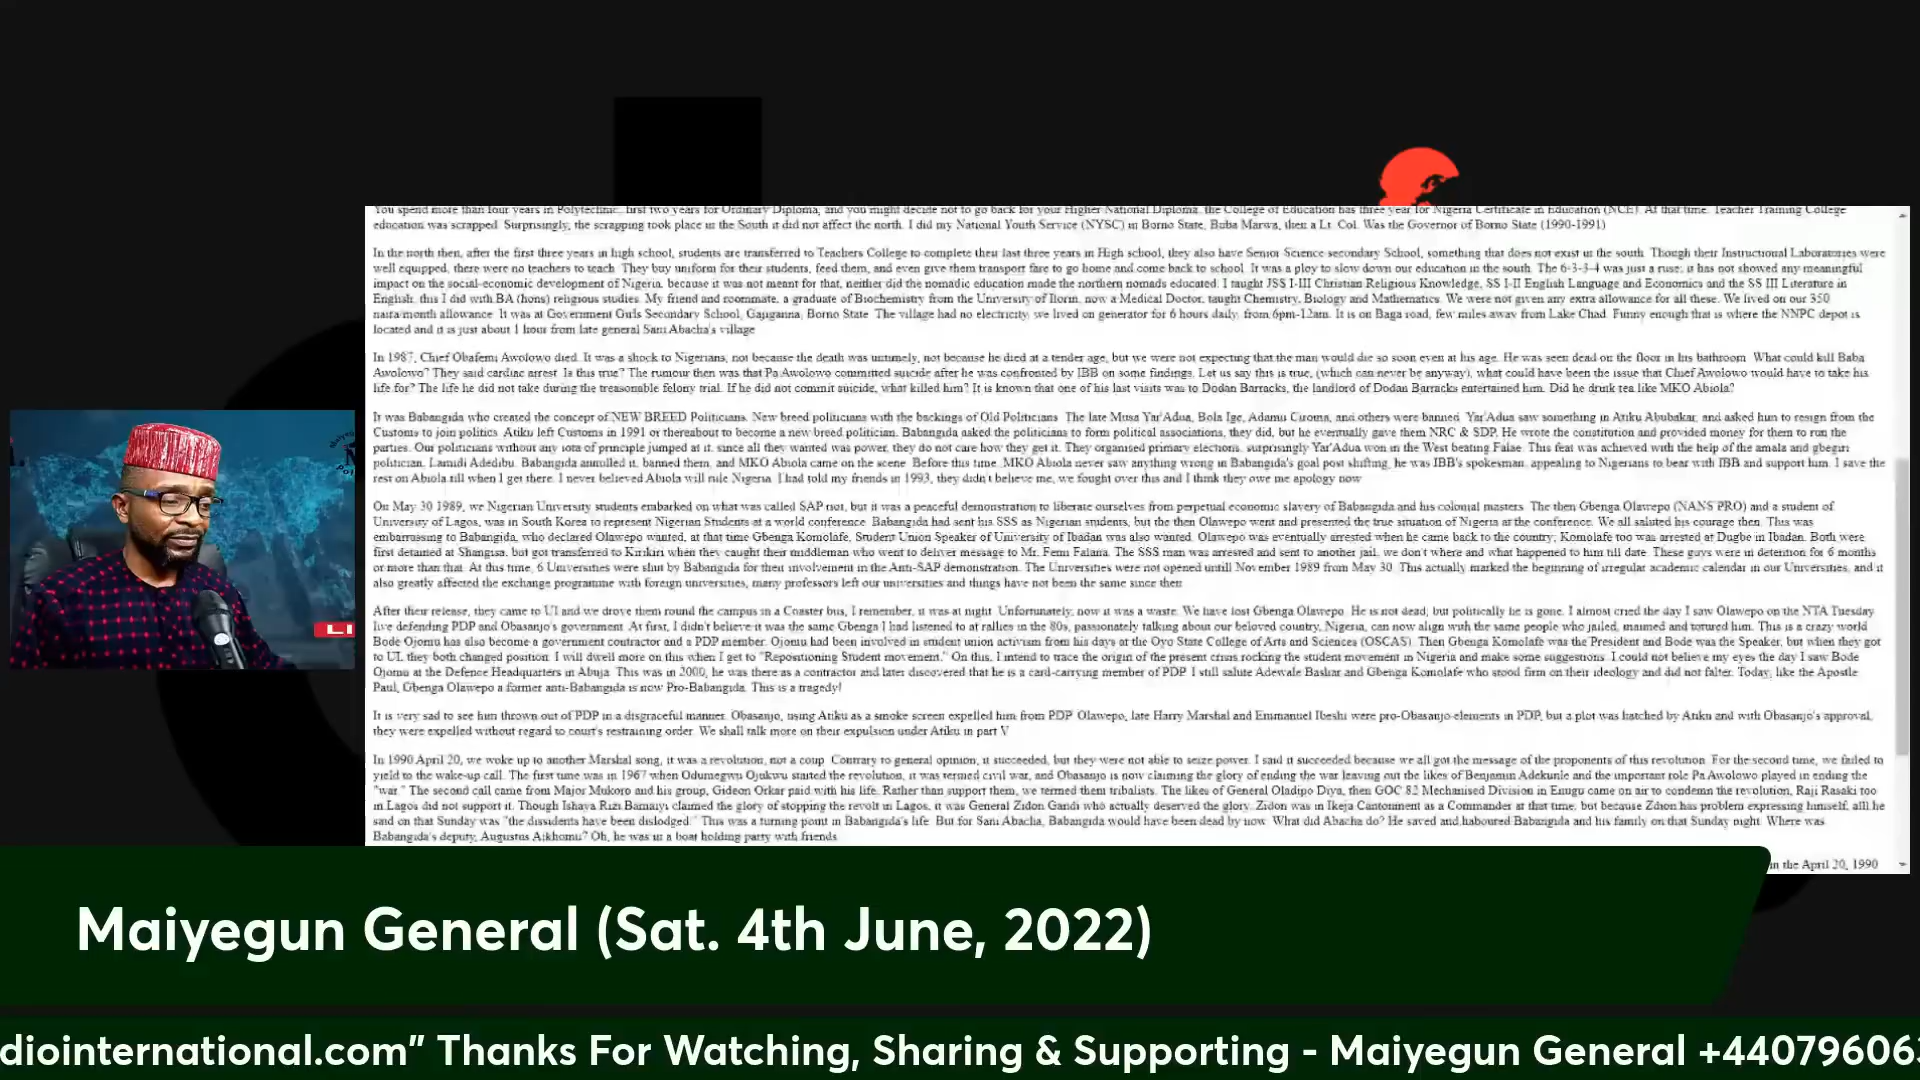 You spend more than four years in Polytechnic, first two years for Ordinary Diploma, and you might decide not to go back for your Higher National Diploma, the College of Education has three year for Nigeria Certificate in Education (NCE). At that time, Teacher Training College
education was scrapped. Surprisingly, the scrapping took place in the South it did not affect the north. I did my National Youth Service (NYSC) in Borno State, Buba Marwa, then a Lt. Col. Was the Governor of Borno State (1990-1991)
In the north then, after the first three years in high school, students are transferred to Teachers College to complete their last three years in High school, they also have Senior Science secondary School, something that does not exist in the south. Though their Instructional Laboratories were
well equipped, there were no teachers to teach. They buy uniform for their students, feed them, and even give them transport fare to go home and come back to school. It was a ploy to slow down our education in the south. The 6-3-3-4 was just a ruse; it has not showed any meaningful
impact on the social-economic development of Nigeria, because it was not meant for that, neither did the nomadic education made the northern nomads educated. I taught JSS I-III Christian Religious Knowledge, SS I-II English Language and Economics and the SS III Literature in
English, this I did with BA (hons) religious studies. My friend and roommate, a graduate of Biochemistry from the University of Ilorin, now a Medical Doctor, taught Chemistry, Biology and Mathematics. We were not given any extra allowance for all these. We lived on our 350
naira/month allowance. It was at Government Girls Secondary School, Gajiganna, Borno State. The village had no electricity, we lived on generator for 6 hours daily, from 6pm-12am. It is on Baga road, few miles away from Lake Chad. Funny enough that is where the NNPC depot is
located and it is just about 1 hour from late general Sani Abacha's village
In 1987, Chief Obafemi Awolowo died. It was a shock to Nigerians, not because the death was untimely, not because he died at a tender age, but we were not expecting that the man would die so soon even at his age. He was seen dead on the floor in his bathroom. What could kill Baba
Awolowo? They said cardiac arrest. Is this true? The rumour then was that Pa Awolowo committed suicide after he was confronted by IBB on some findings. Let us say this is true, (which can never be anyway), what could have been the issue that Chief Awolowo would have to take his
life for? The life he did not take during the treasonable felony trial. If he did not commit suicide, what killed him? It is known that one of his last visits was to Dodan Barracks, the landlord of Dodan Barracks entertained him. Did he drink tea like MKO Abiola?
It was Babangida who created the concept of NEW BREED Politicians. New breed politicians with the backings of Old Politicians. The late Musa Yar'Adua, Bola Ige, Adamu Ciroma, and others were banned. Yar'Adua saw something in Atiku Abubakar, and asked him to resign from the
Customs to join politics. Atiku left Customs in 1991 or thereabout to become a new breed politician. Babangida asked the politicians to form political associations, they did, but he eventually gave them NRC & SDP. He wrote the constitution and provided money for them to run the
parties. Our politicians without any iota of principle jumped at it, since all they wanted was power, they do not care how they get it. They organised primary elections, surprisingly Yar'Adua won in the West beating Falae. This feat was achieved with the help of the amala and gbegiri
politician, Lamidi Adedibu. Babangida annulled it, banned them, and MKO Abiola came on the scene. Before this time, MKO Abiola never saw anything wrong in Babangida's goal post shifting, he was IBB's spokesman, appealing to Nigerians to bear with IBB and support him. I save the
rest on Abiola till when I get there. I never believed Abiola will rule Nigeria. I had told my friends in 1993, they didn't believe me, we fought over this and I think they owe me apology now
On May 30 1989, we Nigerian University students embarked on what was called SAP riot, but it was a peaceful demonstration to liberate ourselves from perpetual economic slavery of Babangida and his colonial masters. The then Gbenga Olawepo (NANS PRO) and a student of
University of Lagos, was in South Korea to represent Nigerian Students at a world conference. Babangida had sent his SSS as Nigerian students, but the then Olawepo went and presented the true situation of Nigeria at the conference. We all saluted his courage then. This was
embarrassing to Babangida, who declared Olawepo wanted, at that time Gbenga Komolafe, Student Union Speaker of University of Ibadan was also wanted. Olawepo was eventually arrested when he came back to the country; Komolafe too was arrested at Dugbe in Ibadan. Both were
first detained at Shangisa, but got transferred to Kirikiri when they caught their middleman who went to deliver message to Mr. Femi Falana. The SSS man was arrested and sent to another jail, we don't where and what happened to him till date. These guys were in detention for 6 months
or more than that. At this time, 6 Universities were shut by Babangida for their involvement in the Anti-SAP demonstration. The Universities were not opened untill November 1989 from May 30. This actually marked the beginning of irregular academic calendar in our Universities, and it
also greatly affected the exchange programme with foreign universities, many professors left our universities and things have not been the same since then
After their release, they came to UI and we drove them round the campus in a Coaster bus, I remember, it was at night. Unfortunately, now it was a waste. We have lost Gbenga Olawepo. He is not dead, but politically he is gone. I almost cried the day I saw Olawepo on the NTA Tuesday
live defending PDP and Obasanjo's government. At first, I didn't believe it was the same Gbenga I had listened to at rallies in the 80s, passionately talking about our beloved country, Nigeria, can now align with the same people who jailed, maimed and tortured him. This is a crazy world
Bode Ojomu has also become a government contractor and a PDP member. Ojomu had been involved in student union activism from his days at the Oyo State College of Arts and Sciences (OSCAS). Then Gbenga Komolafe was the President and Bode was the Speaker, but when they got
to UI, they both changed position. I will dwell more on this when I get to "Repositioning Student movement." On this, I intend to trace the origin of the present crisis rocking the student movement in Nigeria and make some suggestions. I could not believe my eyes the day I saw Bode
Ojomu at the Defence Headquarters in Abuja. This was in 2000, he was there as a contractor and later discovered that he is a card-carrying member of PDP. I still salute Adewale Bashar and Gbenga Komolafe who stood firm on their ideology and did not falter. Today, like the Apostle
Paul, Gbenga Olawepo a former anti-Babangida is now Pro-Babangida. This is a tragedy!
It is very sad to see him thrown out of PDP in a disgraceful manner. Obasanjo, using Atiku as a smoke screen expelled him from PDP. Olawepo, late Harry Marshal and Emmanuel Ibeshi were pro-Obasanjo-elements in PDP, but a plot was hatched by Atiku and with Obasanjo's approval,
they were expelled without regard to court's restraining order. We shall talk more on their expulsion under Atiku in part V
In 1990 April 20, we woke up to another Marshal song, it was a revolution, not a coup. Contrary to general opinion, it succeeded, but they were not able to seize power. I said it succeeded because we all got the message of the proponents of this revolution. For the second time, we failed to
yield to the wake-up call. The first time was in 1967 when Odumegwu Ojukwu started the revolution, it was termed civil war, and Obasanjo is now claiming the glory of ending the war leaving out the likes of Benjamin Adekunle and the important role Pa Awolowo played in ending the
"war." The second call came from Major Mukoro and his group, Gideon Orkar paid with his life. Rather than support them, we termed them tribalists. The likes of General Oladipo Diya, then GOC 82 Mechanised Division in Enugu came on air to condemn the revolution, Raji Rasaki too
in Lagos did not support it. Though Ishaya Rizi Bamaiyi claimed the glory of stopping the revolt in Lagos, it was General Zidon Gandi who actually deserved the glory. Zidon was in Ikeja Cantonment as a Commander at that time, but because Zdion has problem expressing himself, alll he
said on that Sunday was "the dissidents have been dislodged." This was a turning point in Babangida's life. But for Sani Abacha, Babangida would have been dead by now. What did Abacha do? He saved and haboured Babangida and his family on that Sunday night. Where was
Babangida's deputy, Augustus Aikhomu? Oh, he was in a boat holding party with friends
in the April 20, 1990
LI
Maiyegun General (Sat. 4th June, 2022)
diointernational.com" Thanks For Watching, Sharing & Supporting - Maiyegun General +44079606